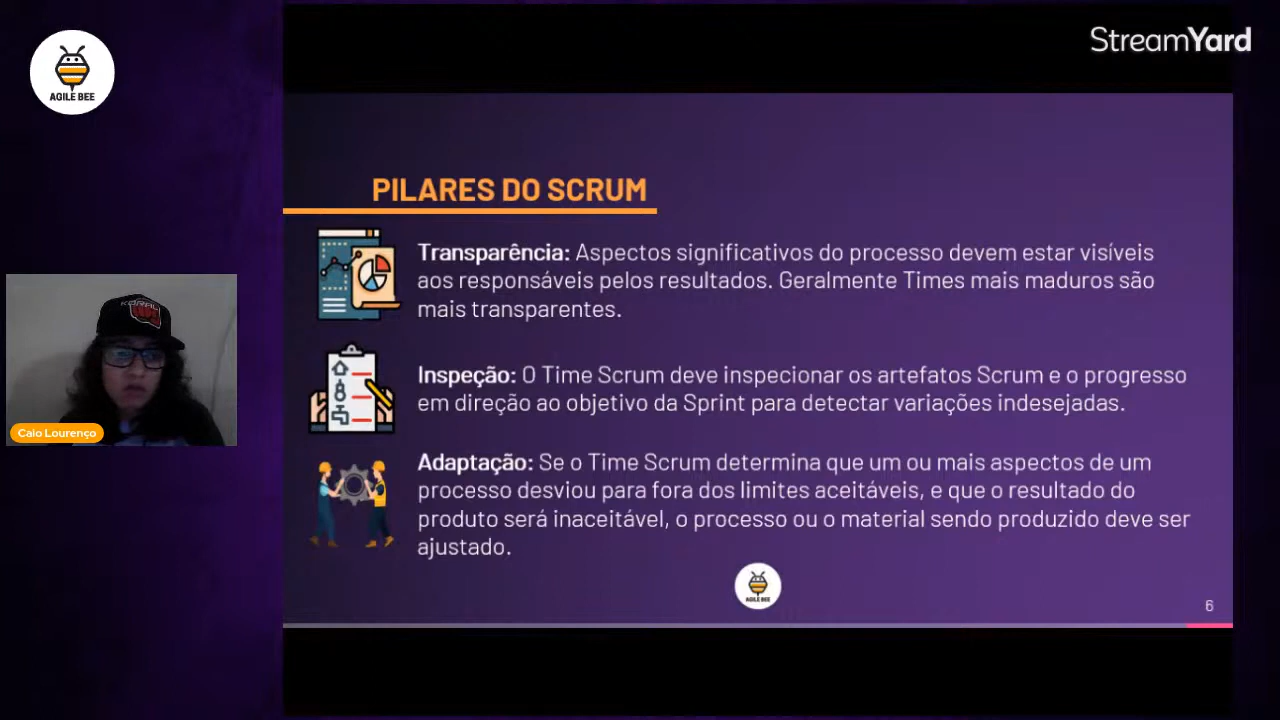 AGILE BEE
StreamYard
PILARES DO SCRUM
Transparência: Aspectos significativos do processo devem estar visíveis
aos responsáveis pelos resultados. Geralmente Times mais maduros são
mais transparentes.
Inspeção: O Time Scrum deve inspecionar os artefatos Scrum e o progresso
em direção ao objetivo da Sprint para detectar variações indesejadas.
Adaptação: Se o Time Scrum determina que um ou mais aspectos de um
processo desviou para fora dos limites aceitáveis, e que o resultado do
produto será inaceitável, o processo ou o material sendo produzido deve ser
ajustado.
KORAL
Caio Lourenço
AGILE BEE
6